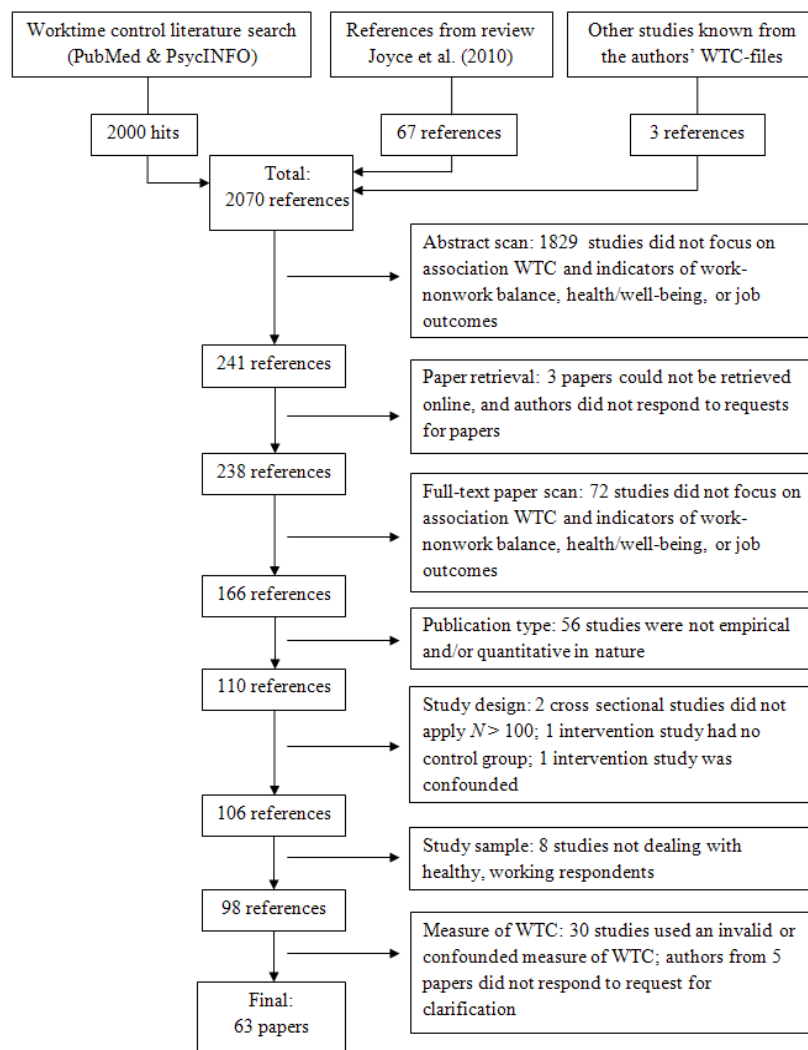 Worktime control literature search
(PubMed & PsycINFO)
References from review
Joyce et al. (2010)
Other studies known from
the authors’ WTC-files
2000 hits
67 references
3 references
Total:
2070 references
Abstract scan: 1829 studies did not focus on
association WTC and indicators of work-
nonwork balance, health/well-being, or job
outcomes
241 references
Paper retrieval: 3 papers could not be retrieved
online, and authors did not respond to requests
for papers
238 references
Full-text paper scan: 72 studies did not focus on
association WTC and indicators of work-
nonwork balance, health/well-being, or job
outcomes
166 references
Publication type: 56 studies were not empirical
and/or quantitative in nature
110 references
Study design: 2 cross sectional studies did not
apply N > 100; 1 intervention study had no
control group; 1 intervention study was
confounded
106 references
Study sample: 8 studies not dealing with
healthy, working respondents
98 references
Measure of WTC: 30 studies used an invalid or
confounded measure of WTC; authors from 5
papers did not respond to request for
clarification
Final:
63 papers